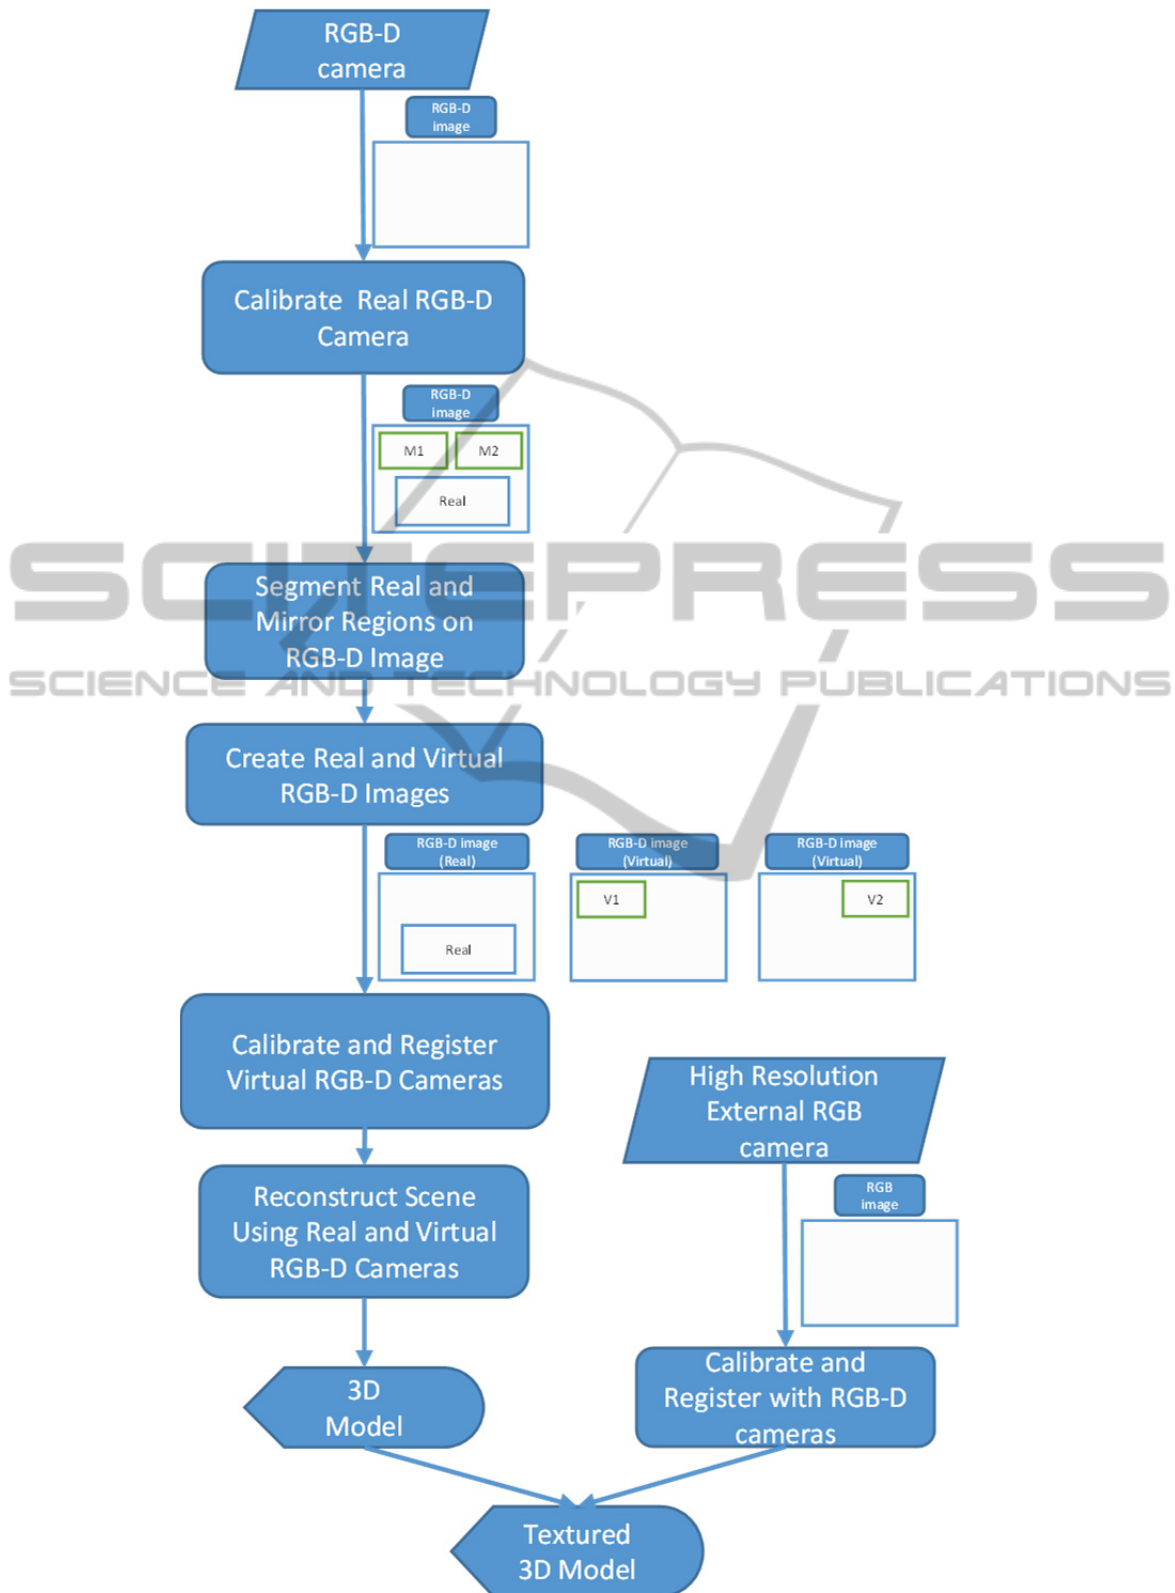 RGB-D
camera
RGB-D
image
Calibrate Real RGB-D
Camera
RGB-D
image
M1
M2
Real
SCITEPRESS
Segment Real and
Mirror Regions on
RGB-D Image
SCIENCE AND TECHNOLOGY PUBLICATIONS
Create Real and Virtual
RGB-D Images
RGB-D image
(Real)
RGB-D image
(Virtual)
RGB-D image
(Virtual)
V1
V2
Real
Calibrate and Register
Virtual RGB-D Cameras
High Resolution
External RGB
camera
Reconstruct Scene
Using Real and Virtual
RGB-D Cameras
RGB
image
3D
Model
Calibrate and
Register with RGB-D
cameras
Textured
3D Model